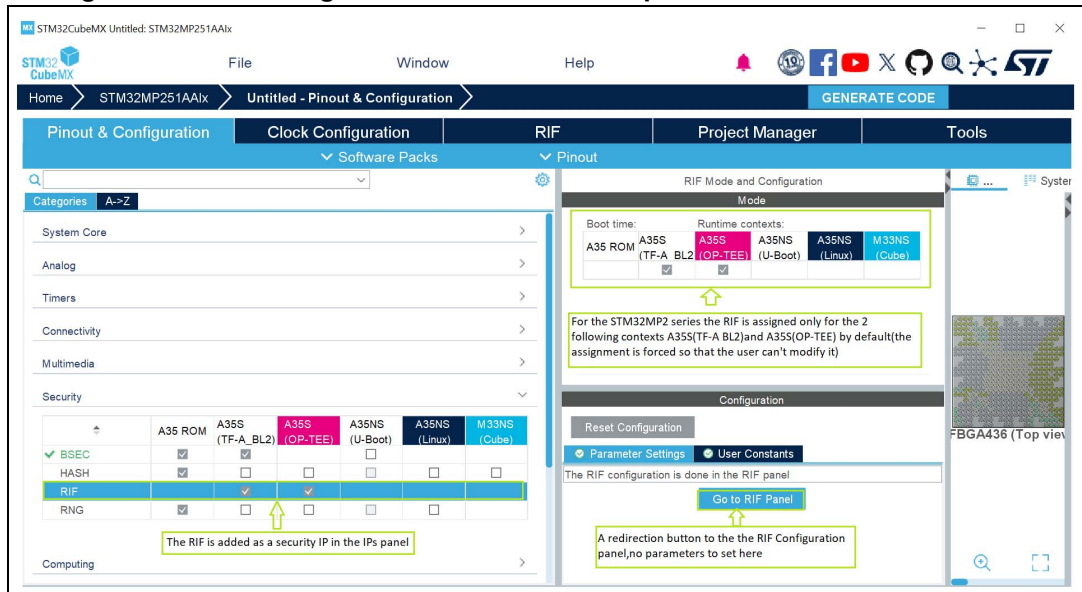 MX STM32CubeMX Untitled: STM32MP251AAIx
STM32
CubeMX
File Window Help
19
Home STM32MP251AAIx Untitled - Pinout & Configuration GENERATE CODE
Pinout & Configuration Clock Configuration RIF Project Manager Tools
Software Packs Pinout
Categories A->Z
System Core
Analog
Timers
Connectivity
Multimedia
Security
A35 ROM A35S (TF-A_BL2) A35S (OP-TEE) A35NS (U-Boot) A35NS (Linux) M33NS (Cube)
BSEC
HASH
RIF
RNG
The RIF is added as a security IP in the IPs panel
Computing
RIF Mode and Configuration
Mode
Boot time: Runtime contexts:
A35 ROM A35S (TF-A BL2 A35S (OP-TEE) A35NS (U-Boot) A35NS (Linux) M33NS (Cube)
For the STM32MP2 series the RIF is assigned only for the 2
following contexts A35S(TF-A BL2)and A35S(OP-TEE) by default(the
assignment is forced so that the user can't modify it)
Configuration
Reset Configuration
Parameter Settings User Constants
The RIF configuration is done in the RIF panel
Go to RIF Panel
A redirection button to the the RIF Configuration
panel,no parameters to set here
... System
FBGA436 (Top view